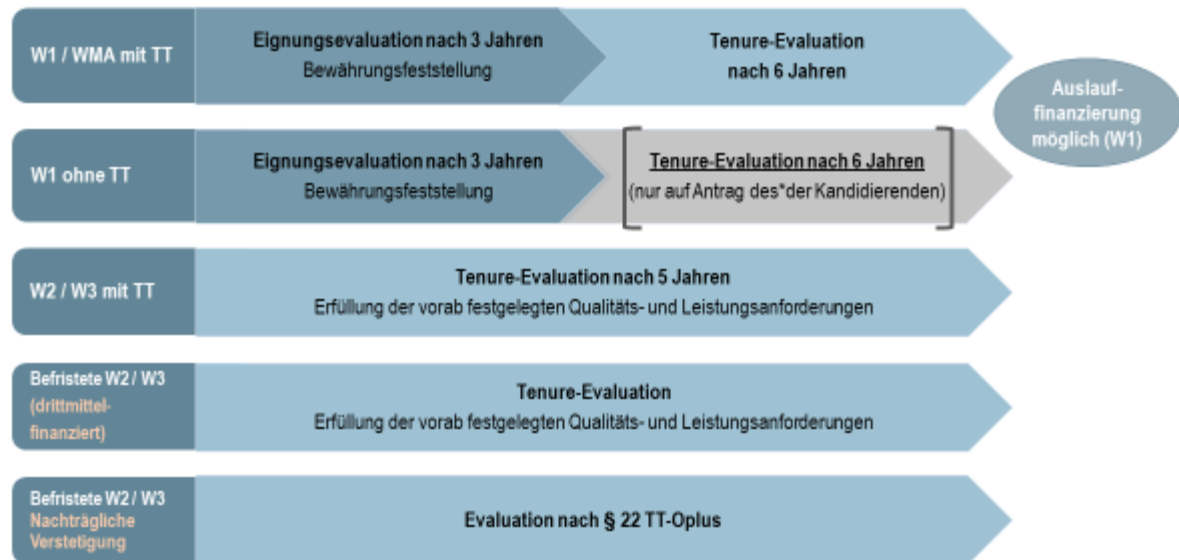 W1 / WMA mit TT
Eignungsevaluation nach 3 Jahren
Bewährungsfeststellung
Tenure-Evaluation
nach 6 Jahren
Auslauf-
finanzierung
möglich (W1)
W1 ohne TT
Eignungsevaluation nach 3 Jahren
Bewährungsfeststellung
Tenure-Evaluation nach 6 Jahren
(nur auf Antrag des*der Kandidierenden)
W2 / W3 mit TT
Tenure-Evaluation nach 5 Jahren
Erfüllung der vorab festgelegten Qualitäts- und Leistungsanforderungen
Befristete W2 / W3
(drittmittel-
finanziert)
Tenure-Evaluation
Erfüllung der vorab festgelegten Qualitäts- und Leistungsanforderungen
Befristete W2 / W3
Nachträgliche
Verstetigung
Evaluation nach § 22 TT-Oplus